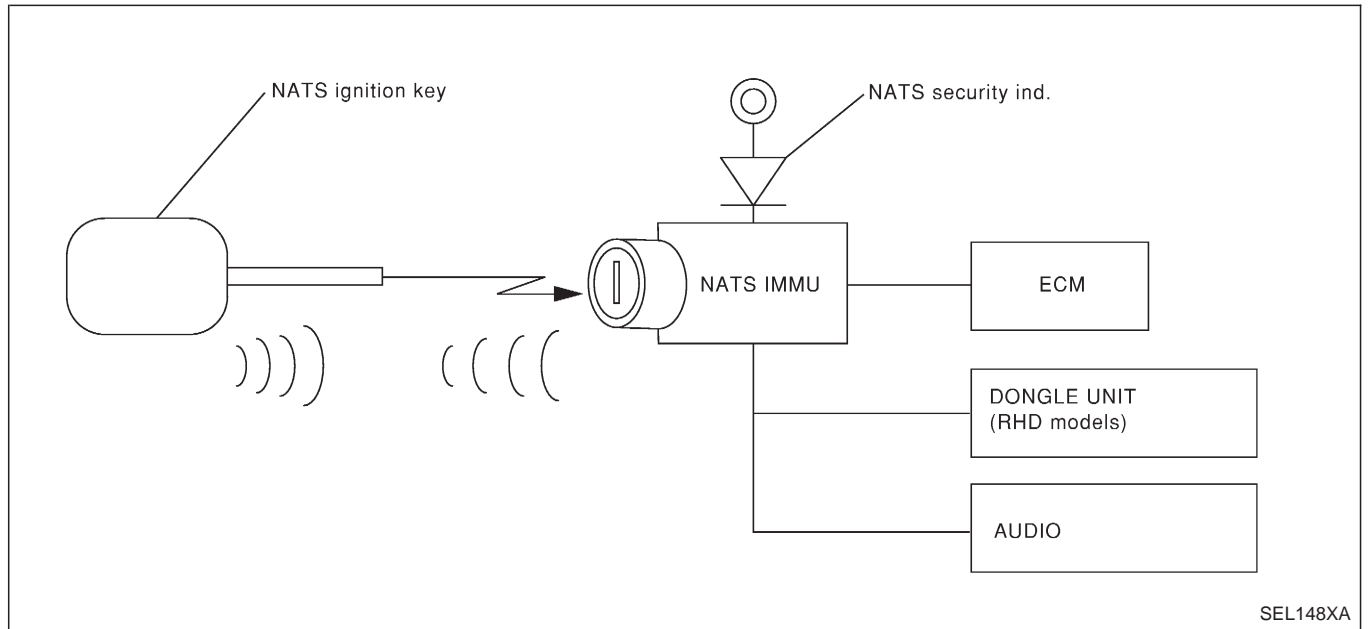 NATS ignition key
NATS security ind.
NATS IMMU
ECM
DONGLE UNIT
(RHD models)
AUDIO
SEL148XA